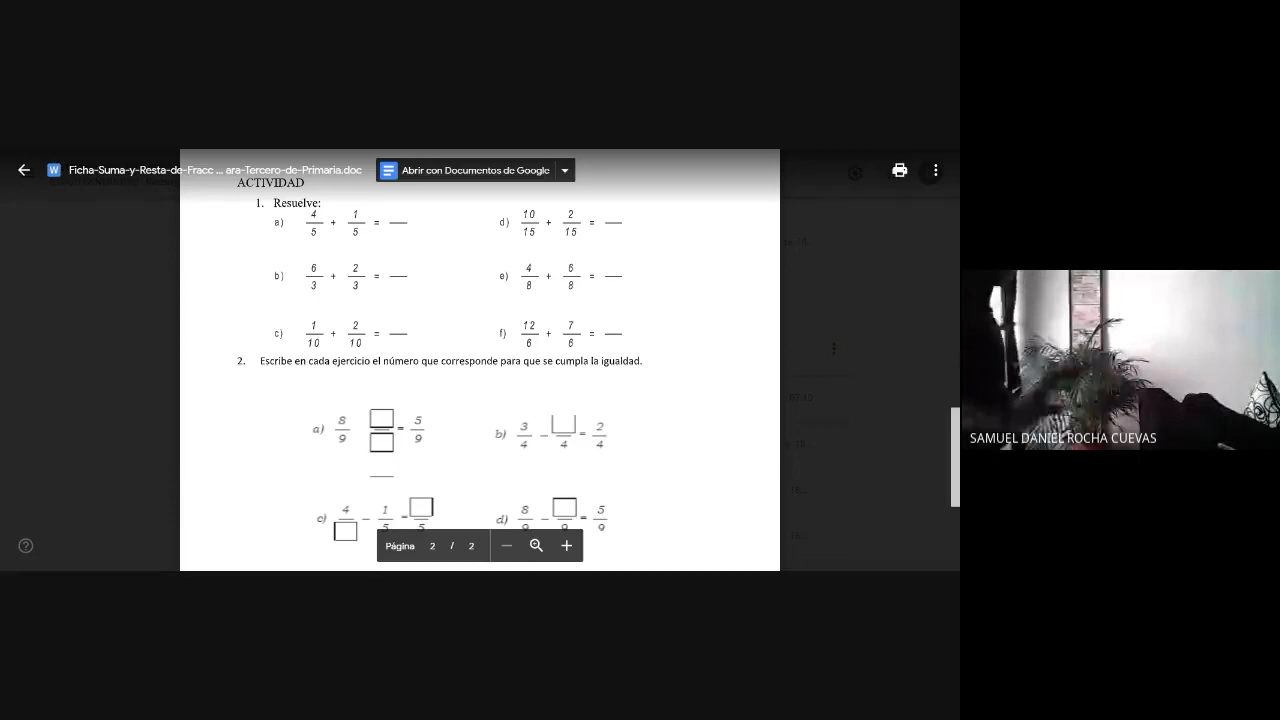 Ficha-Suma-y-Resta-de-Fracc ... ara-Tercero-de-Primaria.doc
Abrir con Documentos de Google
ACTIVIDAD
1. Resuelve:
a) 4/5 + 1/5 = —
d) 10/15 + 2/15 = —
b) 6/3 + 2/3 = —
e) 4/8 + 6/8 = —
c) 1/10 + 2/10 = —
f) 12/6 + 7/6 = —
2. Escribe en cada ejercicio el número que corresponde para que se cumpla la igualdad.
a) 8/9 □/□ = 5/9
b) 3/4 − □/4 = 2/4
c) 4/□ − 1/5 = □/5
d) 8/9 − □/9 = 5/9
Página 2 / 2
SAMUEL DANIEL ROCHA CUEVAS